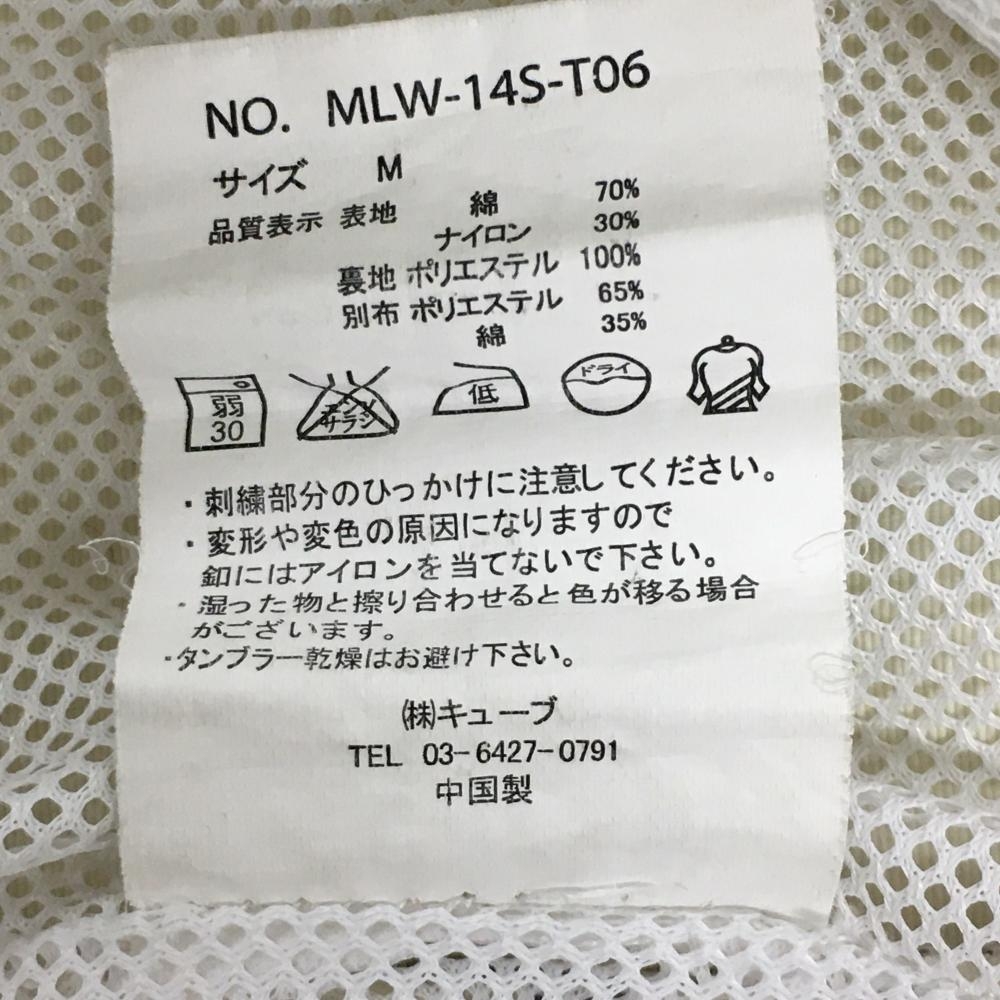 NO. MLW-14S-T06
サイズ M
品質表示 表地 綿 70%
ナイロン 30%
裏地 ポリエステル 100%
別布 ポリエステル 65%
綿 35%
弱 30
エンソ サラシ
低
ドライ
・刺繍部分のひっかけに注意してください。
・変形や変色の原因になりますので
釦にはアイロンを当てないで下さい。
・湿った物と擦り合わせると色が移る場合
がございます。
・タンブラー乾燥はお避け下さい。
㈱キューブ
TEL 03-6427-0791
中国製